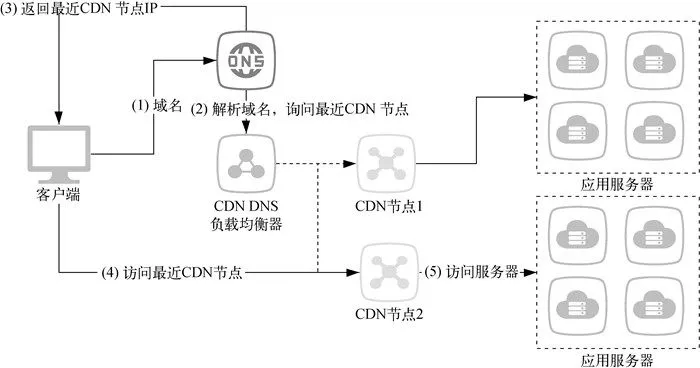 (3) 返回最近CDN 节点IP
DNS
(1) 域名
(2) 解析域名，询问最近CDN 节点
客户端
CDN DNS
负载均衡器
CDN节点1
应用服务器
(4) 访问最近CDN节点
(5) 访问服务器
CDN节点2
应用服务器